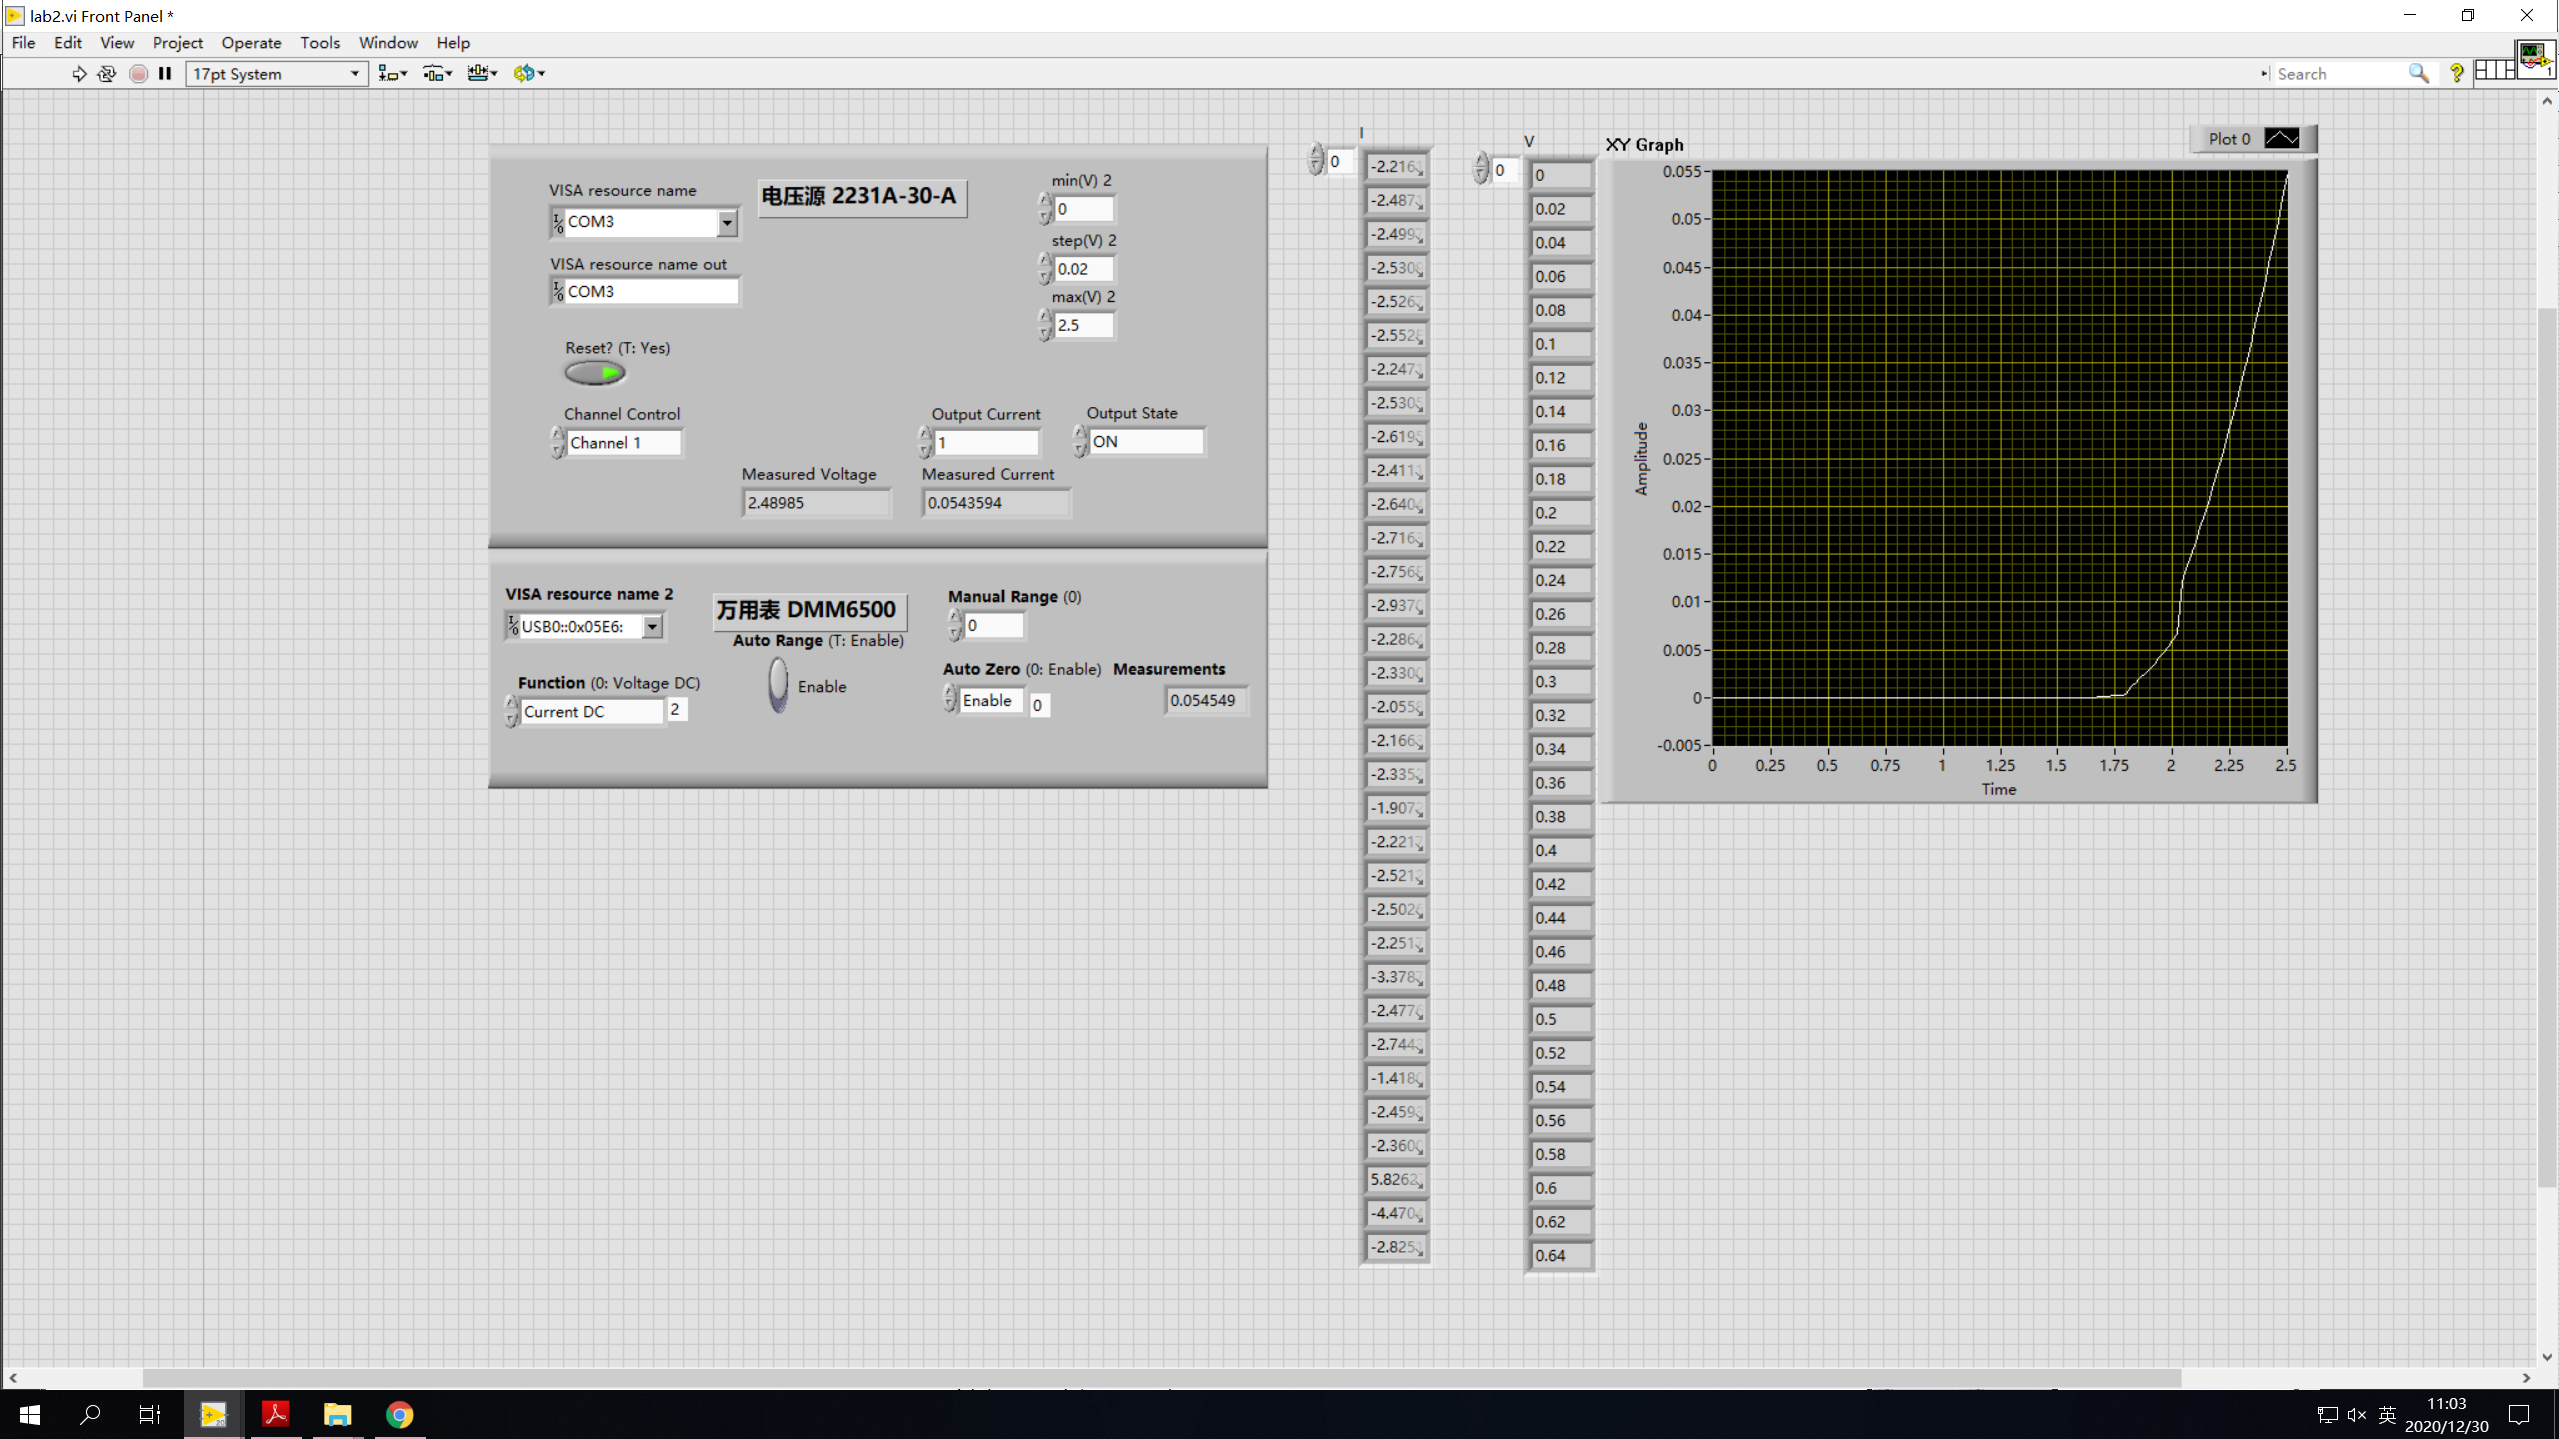 lab2.vi Front Panel *
File Edit View Project Operate Tools Window Help
17pt System
Search
1
VISA resource name
COM3
VISA resource name out
COM3
电压源 2231A-30-A
min(V) 2
0
step(V) 2
0.02
max(V) 2
2.5
Reset? (T: Yes)
Channel Control
Channel 1
Output Current
1
Output State
ON
Measured Voltage
2.48985
Measured Current
0.0543594
VISA resource name 2
USB0::0x05E6:
万用表 DMM6500
Auto Range (T: Enable)
Enable
Manual Range (0)
0
Function (0: Voltage DC)
Current DC
2
Auto Zero (0: Enable)
Enable
0
Measurements
0.054549
I
0
-2.216
-2.487
-2.499
-2.530
-2.526
-2.552
-2.247
-2.530
-2.619
-2.411
-2.640
-2.716
-2.756
-2.937
-2.286
-2.330
-2.055
-2.166
-2.335
-1.907
-2.221
-2.521
-2.502
-2.251
-3.378
-2.477
-2.744
-1.418
-2.459
-2.360
5.826
-4.470
-2.825
V
0
0
0.02
0.04
0.06
0.08
0.1
0.12
0.14
0.16
0.18
0.2
0.22
0.24
0.26
0.28
0.3
0.32
0.34
0.36
0.38
0.4
0.42
0.44
0.46
0.48
0.5
0.52
0.54
0.56
0.58
0.6
0.62
0.64
XY Graph
Plot 0
Amplitude
0.055
0.05
0.045
0.04
0.035
0.03
0.025
0.02
0.015
0.01
0.005
0
-0.005
0 0.25 0.5 0.75 1 1.25 1.5 1.75 2 2.25 2.5
Time
英
11:03
2020/12/30